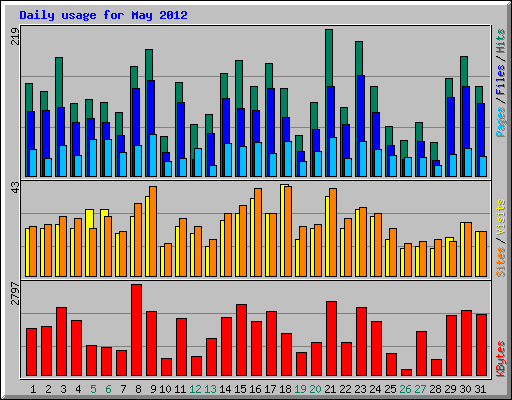 Daily usage for May 2012
219
Pages / Files / Hits
43
Sites / Visits
2797
KBytes
1 2 3 4 5 6 7 8 9 10 11 12 13 14 15 16 17 18 19 20 21 22 23 24 25 26 27 28 29 30 31